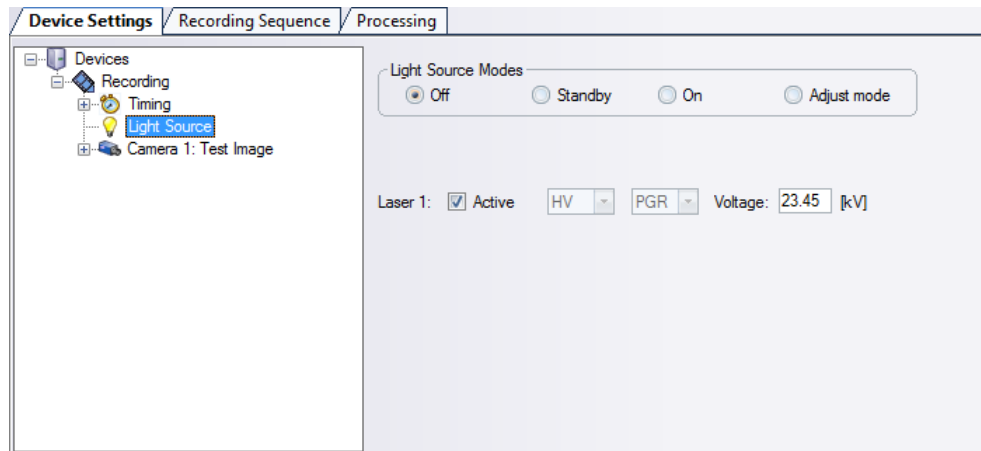 Device Settings Recording Sequence Processing
Devices
Recording
Timing
Light Source
Camera 1: Test Image
Light Source Modes
Off Standby On Adjust mode
Laser 1: Active HV PGR Voltage: 23.45 [kV]